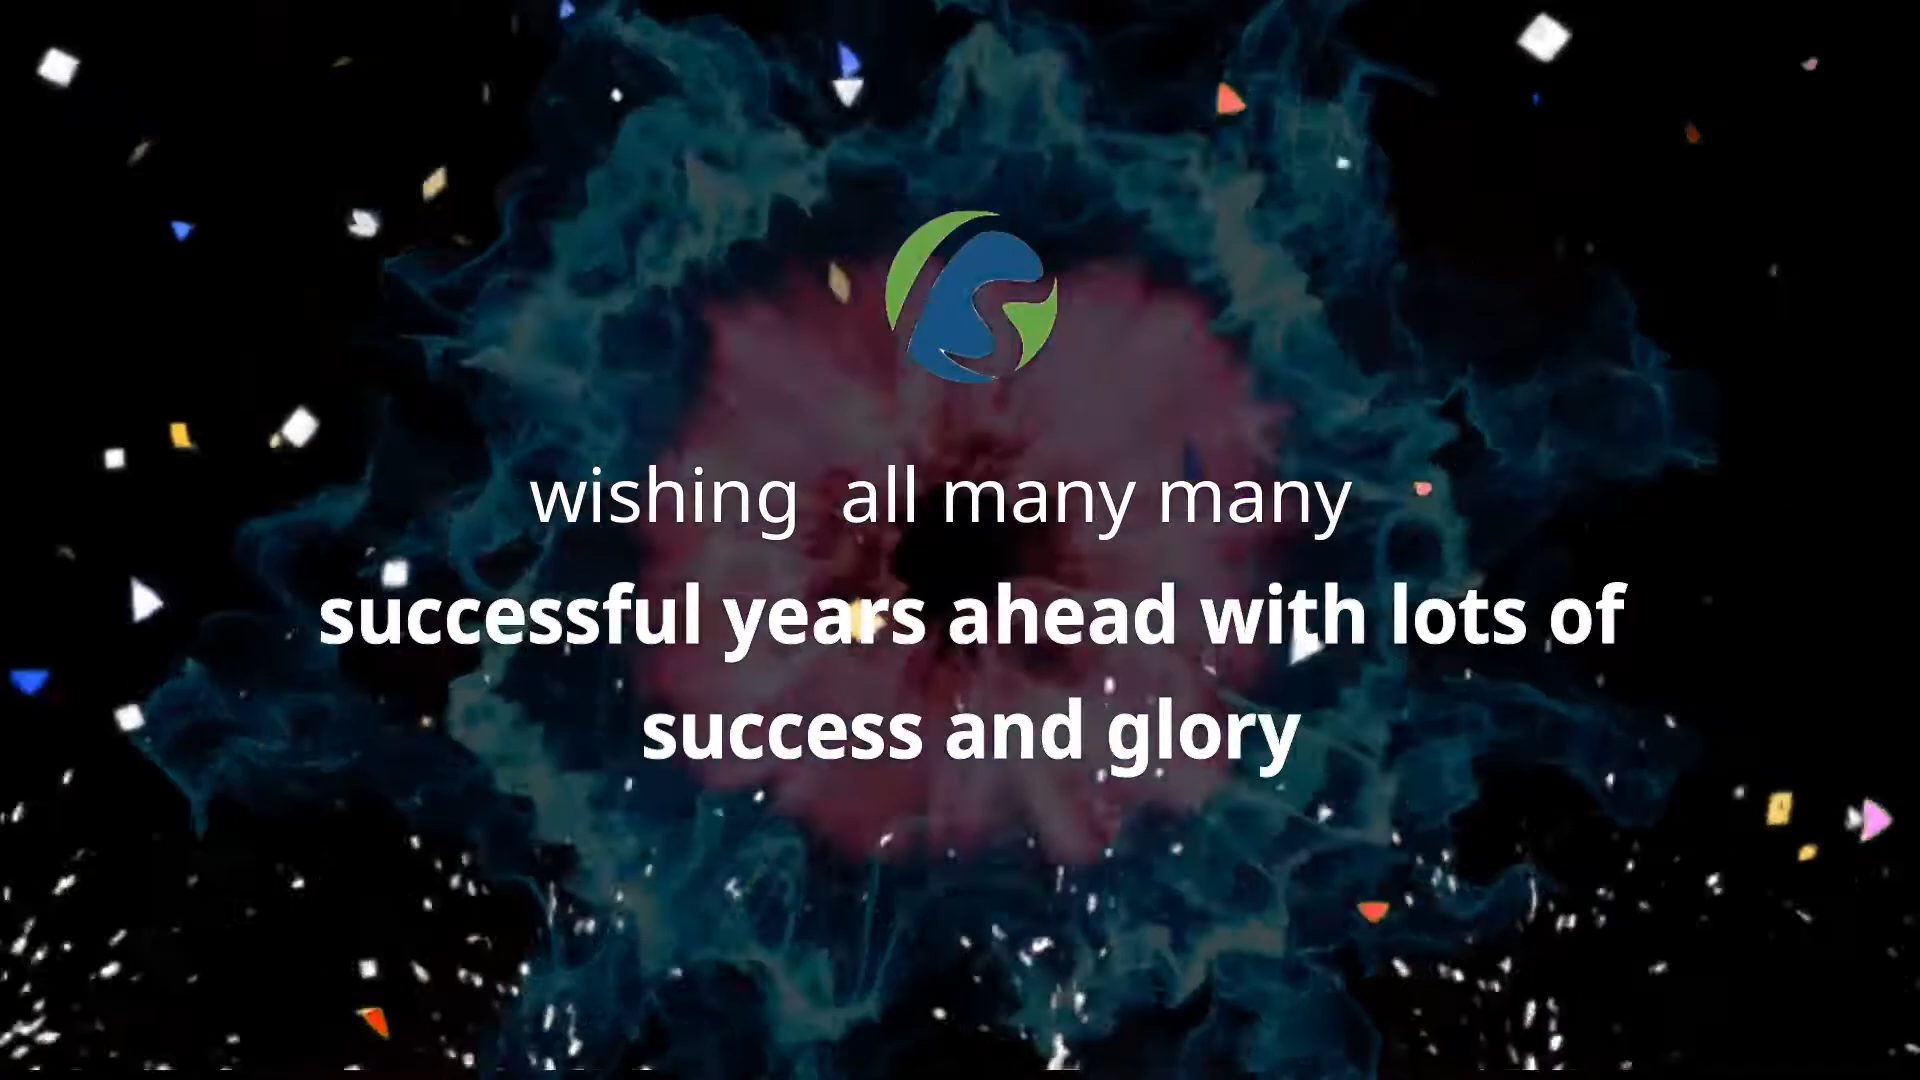 wishing  all many many
successful years ahead with lots of
success and glory